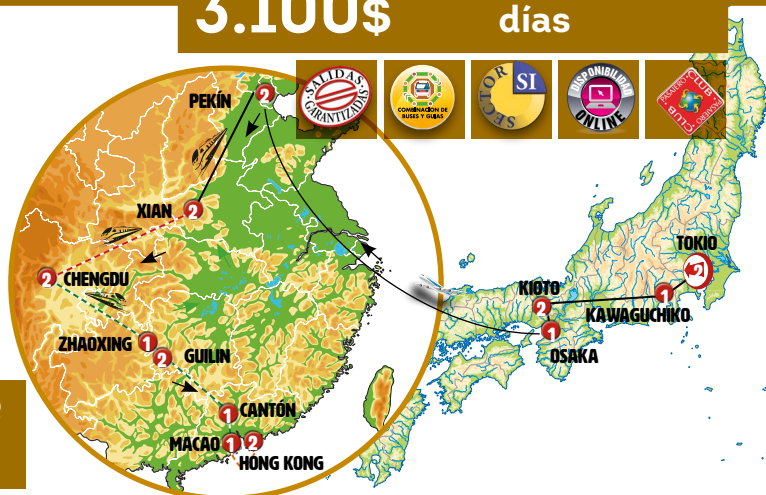 3.100$
días
SALIDAS
GARANTIZADAS
COMBINACIÓN DE
BUSES Y GUÍAS
SECTOR
SI
DISPONIBILIDAD
ONLINE
PASAJERO CLUB
PASAJERO CLUB
PEKÍN
2
XIAN
2
2
CHENGDU
ZHAOXING
1
2
GUILIN
1
CANTÓN
MACAO
1
2
HONG KONG
TOKIO
2
KIOTO
2
1
KAWAGUCHIKO
1
OSAKA